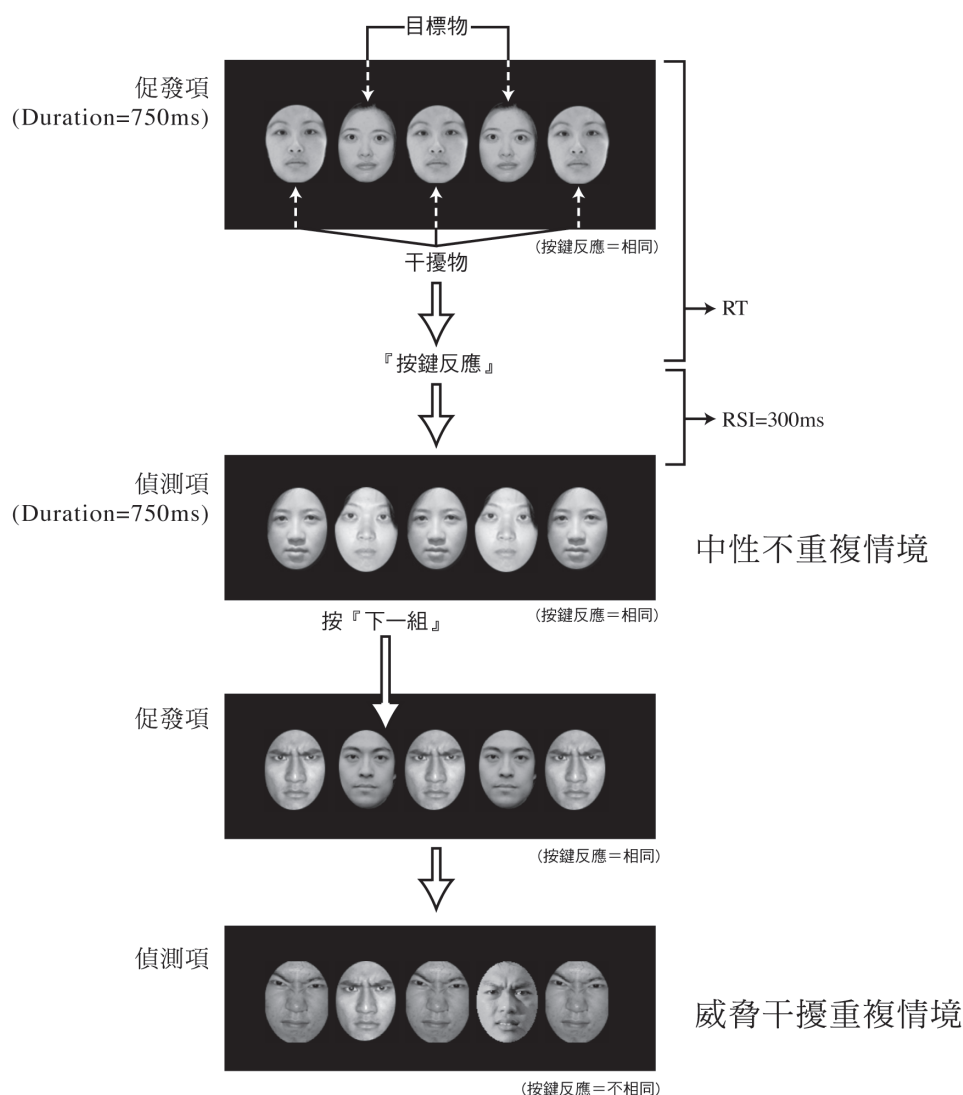 目標物
促發項
(Duration=750ms)
(按鍵反應＝相同)
干擾物
RT
『按鍵反應』
RSI=300ms
偵測項
(Duration=750ms)
中性不重複情境
(按鍵反應＝相同)
按『下一組』
促發項
(按鍵反應＝相同)
偵測項
威脅干擾重複情境
(按鍵反應＝不相同)